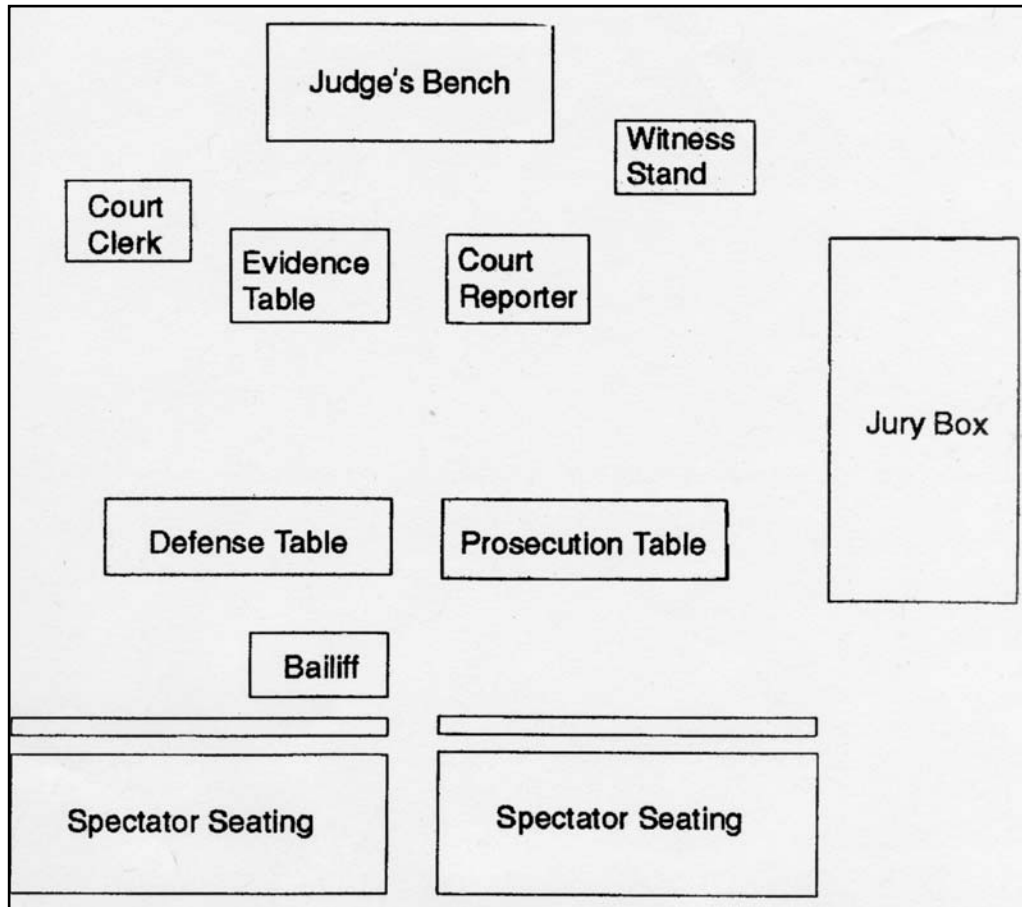 Judge's Bench
Witness
Stand
Court
Clerk
Evidence
Table
Court
Reporter
Jury Box
Defense Table
Prosecution Table
Bailiff
Spectator Seating
Spectator Seating